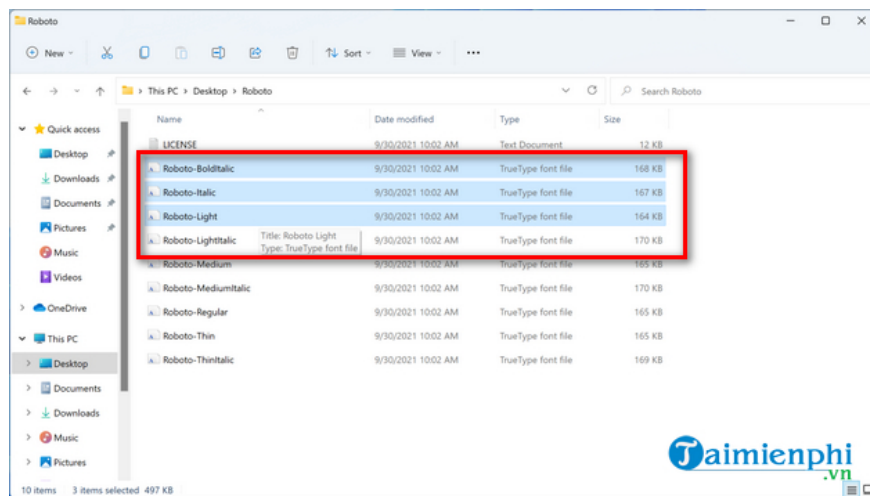 Roboto
New
Sort
View
This PC > Desktop > Roboto
Search Roboto
Name Date modified Type Size
LICENSE 9/30/2021 10:02 AM Text Document 12 KB
Roboto-BoldItalic 9/30/2021 10:02 AM TrueType font file 168 KB
Roboto-Italic 9/30/2021 10:02 AM TrueType font file 167 KB
Roboto-Light 9/30/2021 10:02 AM TrueType font file 164 KB
Roboto-LightItalic 9/30/2021 10:02 AM TrueType font file 170 KB
Title: Roboto Light
Type: TrueType font file
Roboto-Medium 9/30/2021 10:02 AM TrueType font file 165 KB
Roboto-MediumItalic 9/30/2021 10:02 AM TrueType font file 170 KB
Roboto-Regular 9/30/2021 10:02 AM TrueType font file 165 KB
Roboto-Thin 9/30/2021 10:02 AM TrueType font file 165 KB
Roboto-ThinItalic 9/30/2021 10:02 AM TrueType font file 169 KB
Quick access
Desktop
Downloads
Documents
Pictures
Music
Videos
OneDrive
This PC
Desktop
Documents
Downloads
Music
Pictures
10 items 3 items selected 497 KB
Taimienphi
.vn